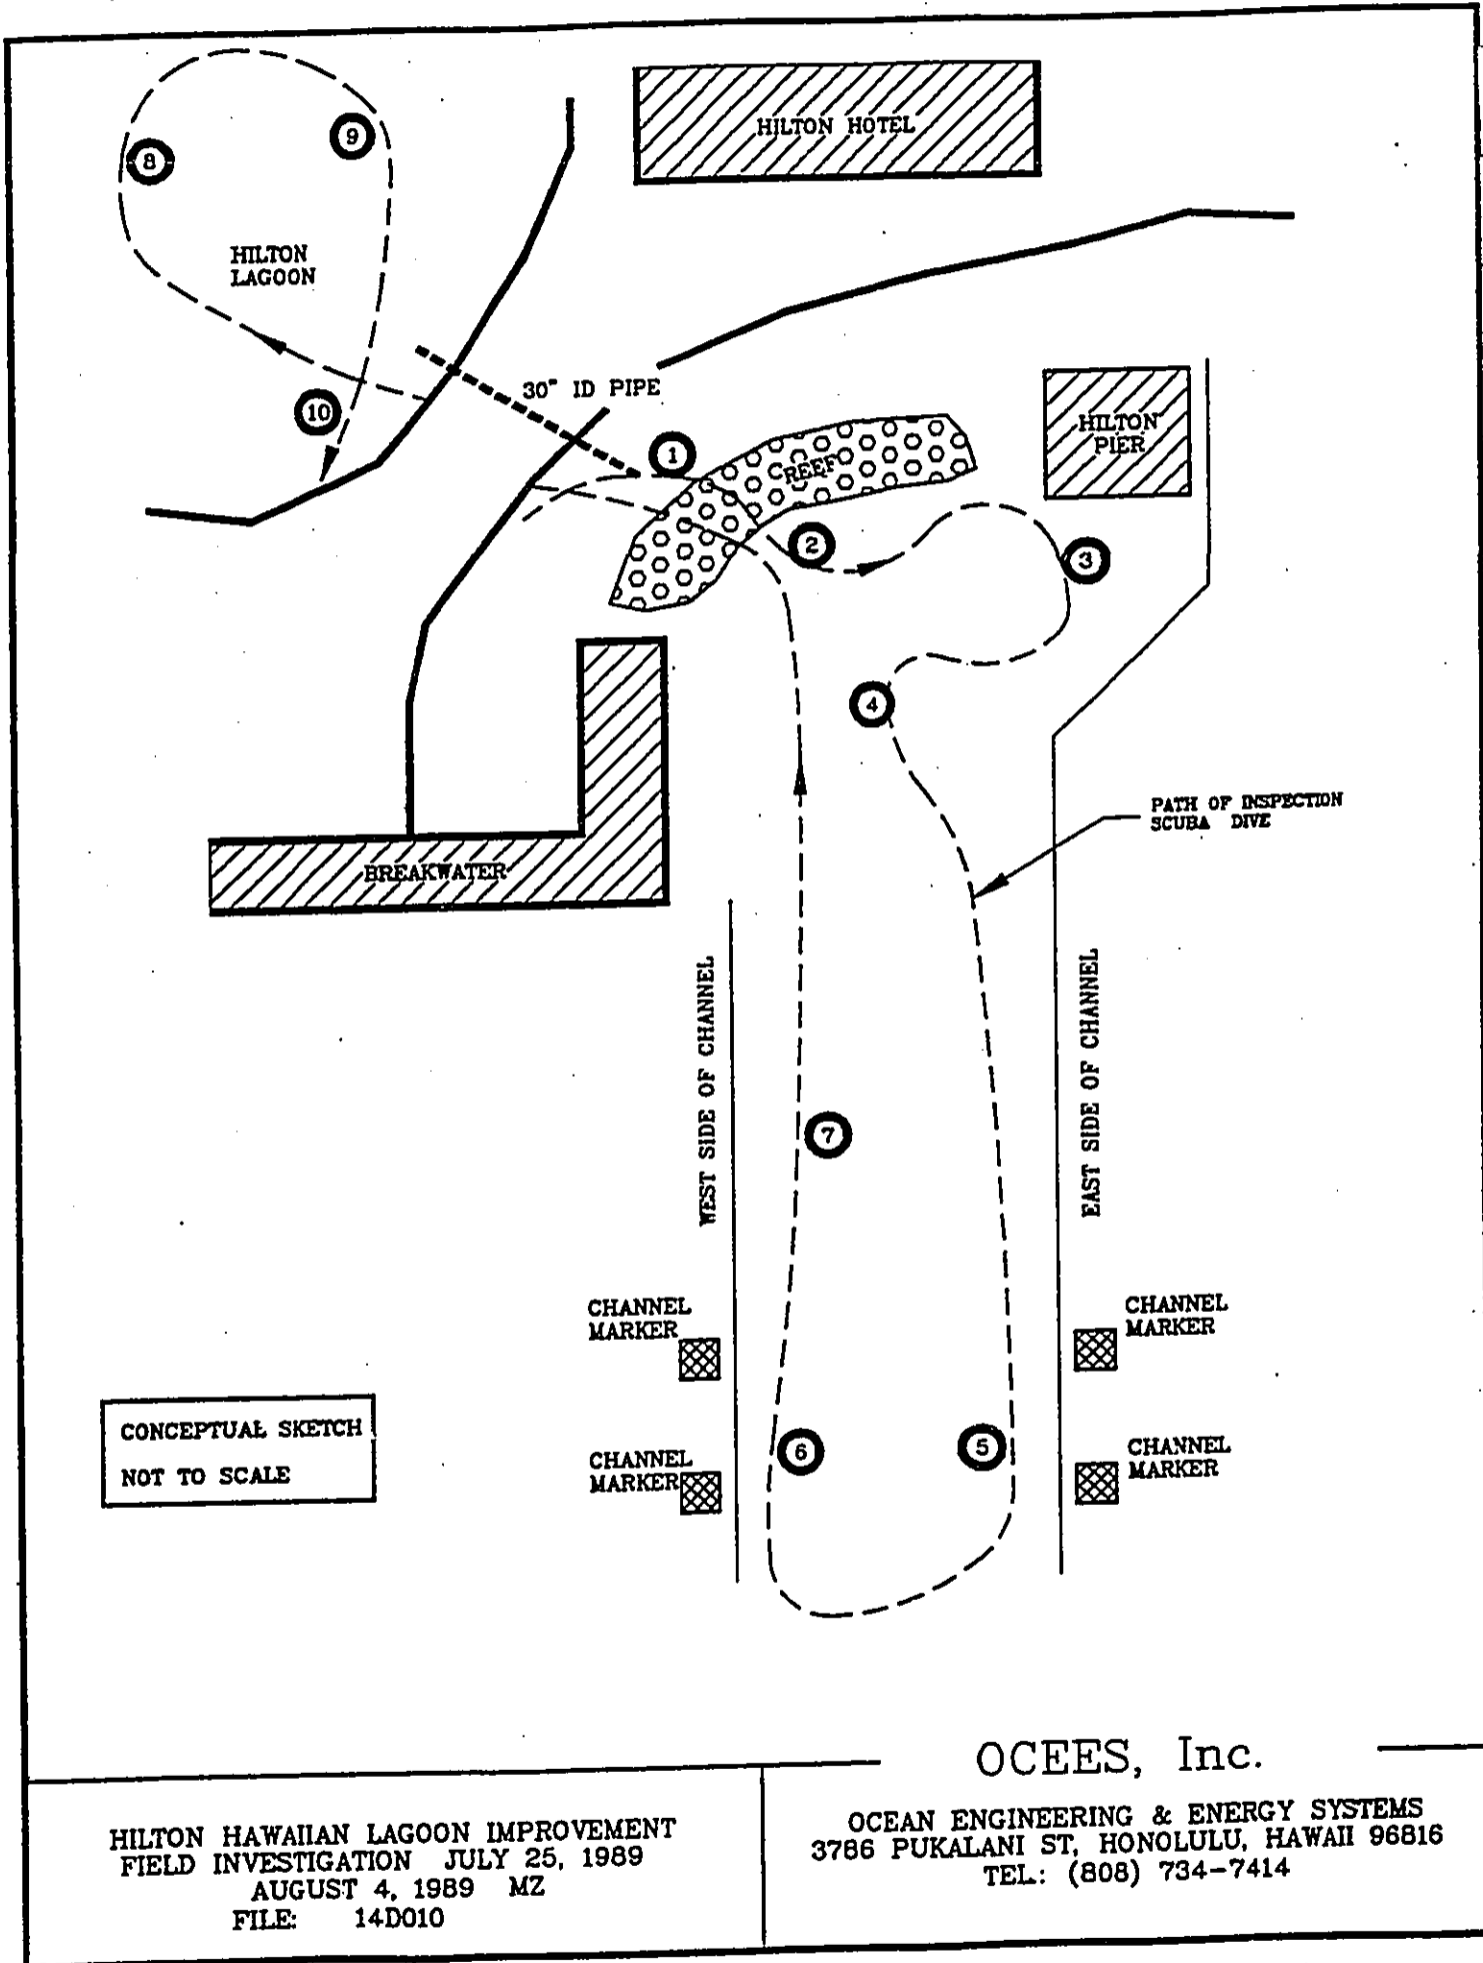 HILTON HOTEL
9
8
HILTON
LAGOON
30" ID PIPE
10
1
REEF
HILTON
PIER
2
3
4
PATH OF INSPECTION
SCUBA DIVE
BREAKWATER
WEST SIDE OF CHANNEL
EAST SIDE OF CHANNEL
7
CHANNEL
MARKER
CHANNEL
MARKER
CONCEPTUAL SKETCH
NOT TO SCALE
CHANNEL
MARKER
6
5
CHANNEL
MARKER
OCEES, Inc.
HILTON HAWAIIAN LAGOON IMPROVEMENT
FIELD INVESTIGATION JULY 25, 1989
AUGUST 4, 1989 MZ
FILE: 14D010
OCEAN ENGINEERING & ENERGY SYSTEMS
3786 PUKALANI ST, HONOLULU, HAWAII 96816
TEL.: (808) 734-7414